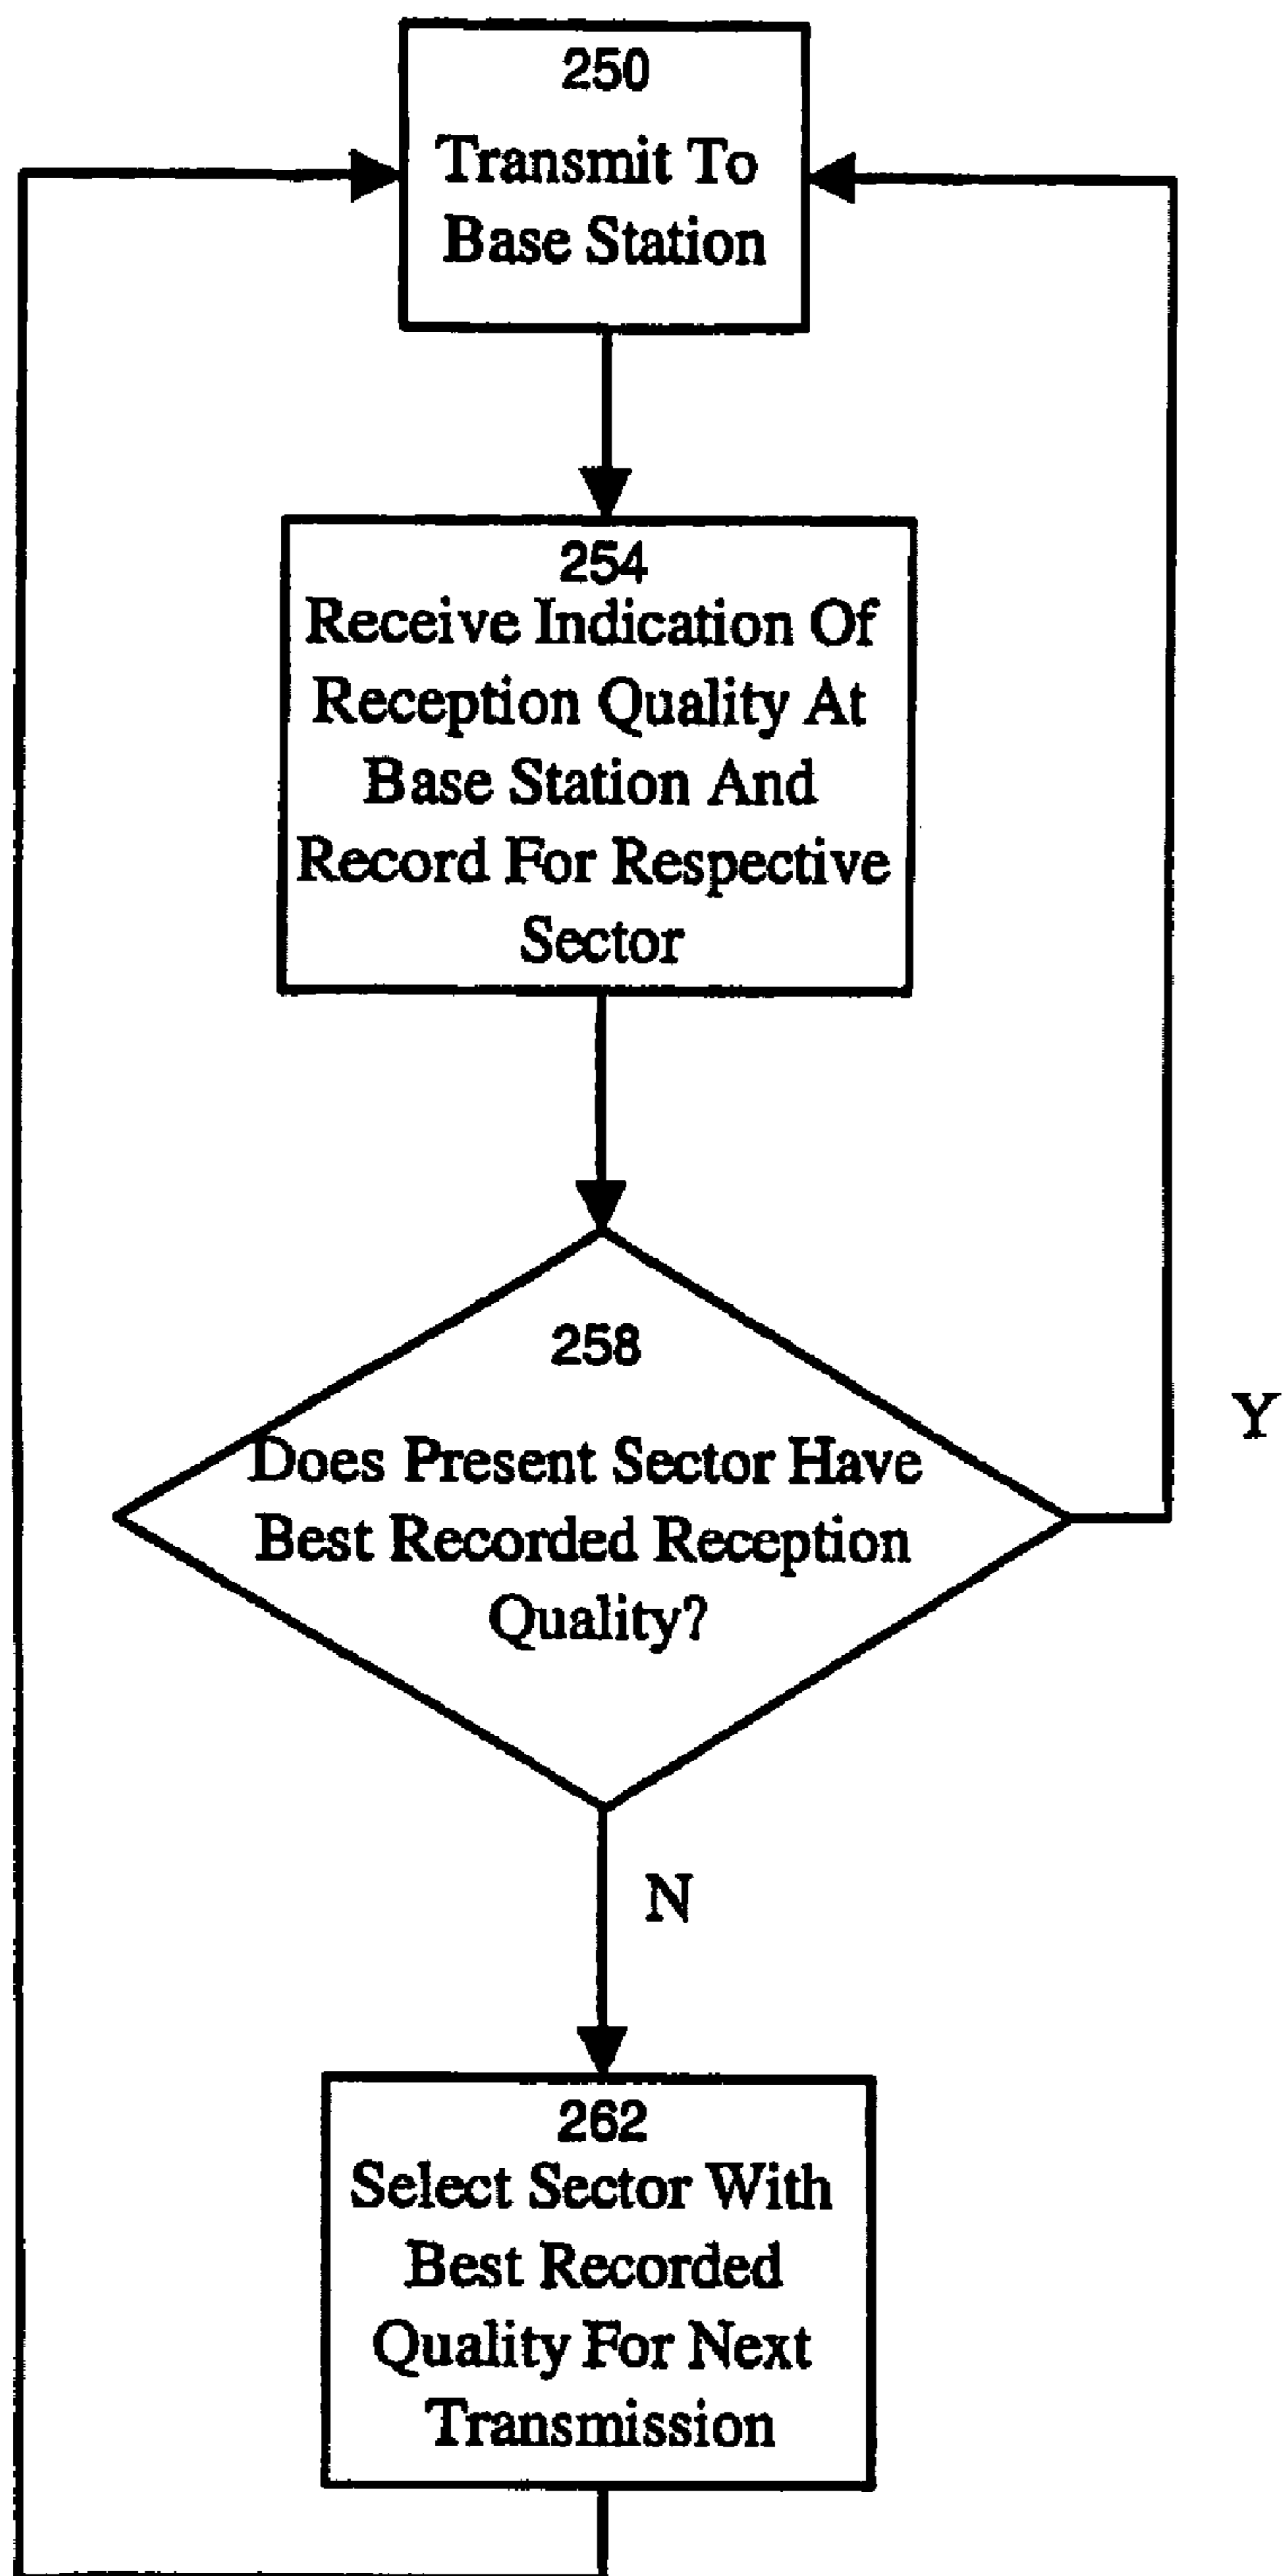 250
Transmit To
Base Station
254
Receive Indication Of
Reception Quality At
Base Station And
Record For Respective
Sector
258
Does Present Sector Have
Best Recorded Reception
Quality?
Y
N
262
Select Sector With
Best Recorded
Quality For Next
Transmission